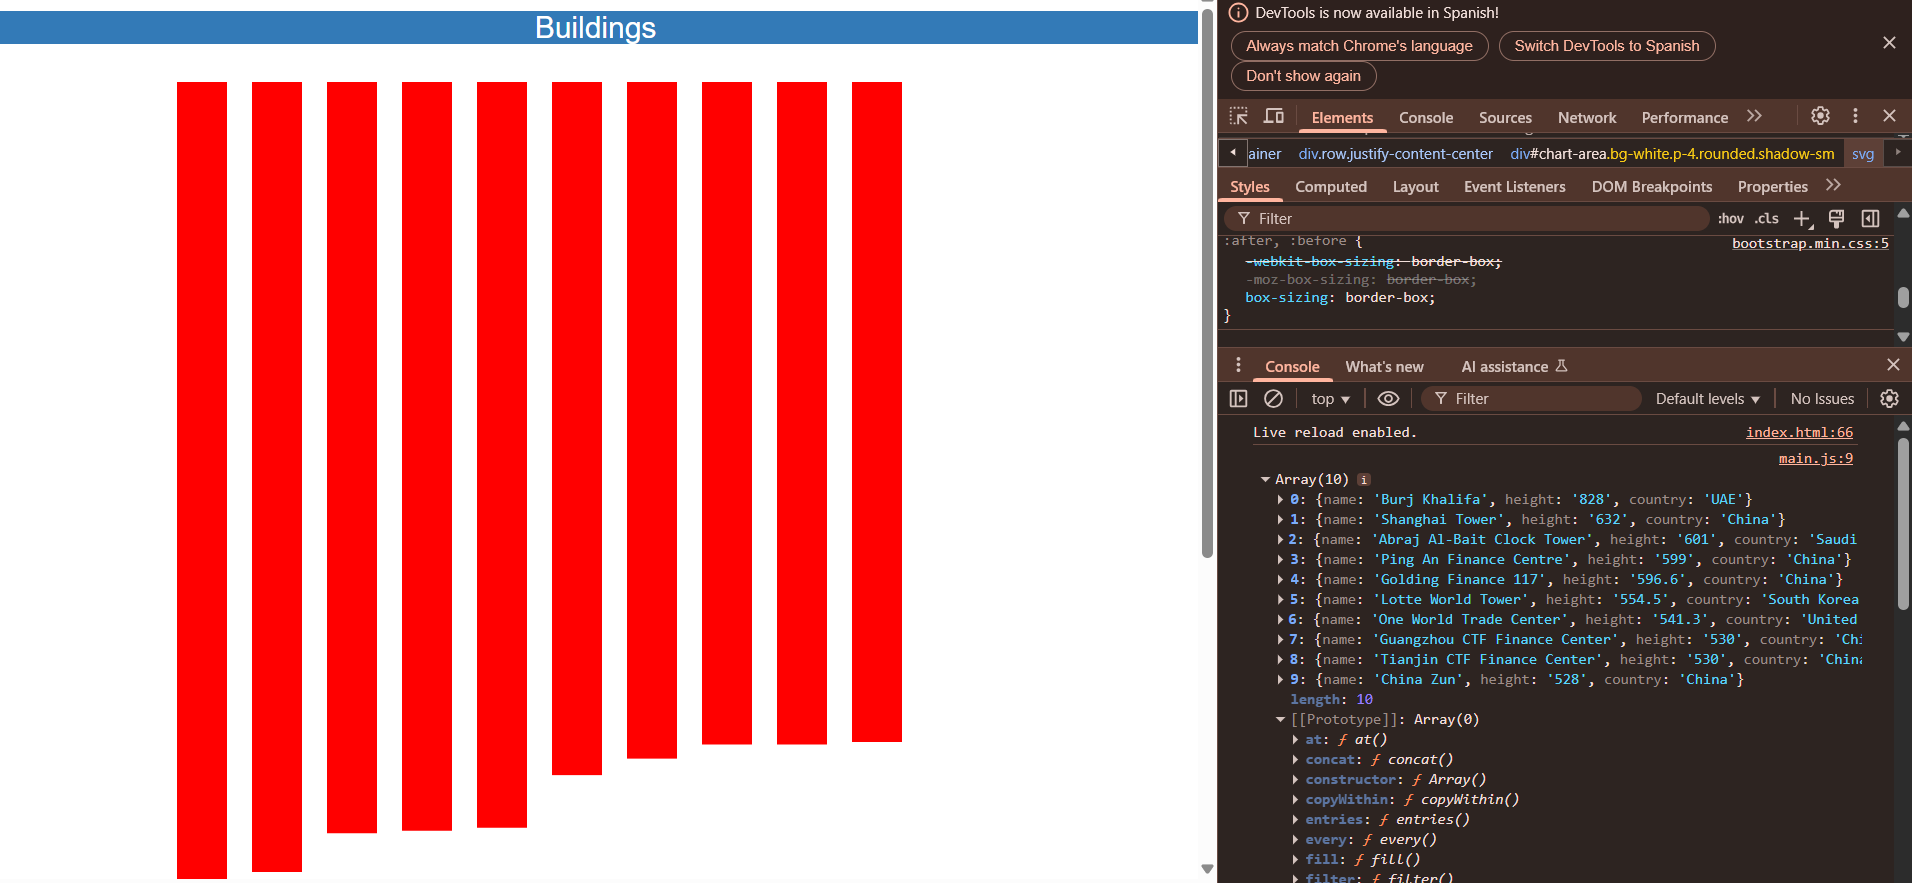 Buildings
DevTools is now available in Spanish!
Always match Chrome's language
Switch DevTools to Spanish
Don't show again
Elements
Console
Sources
Network
Performance
ainer
div.row.justify-content-center
div#chart-area.bg-white.p-4.rounded.shadow-sm
svg
Styles
Computed
Layout
Event Listeners
DOM Breakpoints
Properties
Filter
:hov
.cls
:after, :before {
bootstrap.min.css:5
-webkit-box-sizing: border-box;
-moz-box-sizing: border-box;
box-sizing: border-box;
}
Console
What's new
AI assistance
top
Filter
Default levels
No Issues
Live reload enabled.
index.html:66
main.js:9
Array(10) i
0: {name: 'Burj Khalifa', height: '828', country: 'UAE'}
1: {name: 'Shanghai Tower', height: '632', country: 'China'}
2: {name: 'Abraj Al-Bait Clock Tower', height: '601', country: 'Saudi
3: {name: 'Ping An Finance Centre', height: '599', country: 'China'}
4: {name: 'Golding Finance 117', height: '596.6', country: 'China'}
5: {name: 'Lotte World Tower', height: '554.5', country: 'South Korea
6: {name: 'One World Trade Center', height: '541.3', country: 'United
7: {name: 'Guangzhou CTF Finance Center', height: '530', country: 'Chi
8: {name: 'Tianjin CTF Finance Center', height: '530', country: 'China
9: {name: 'China Zun', height: '528', country: 'China'}
length: 10
[[Prototype]]: Array(0)
at: ƒ at()
concat: ƒ concat()
constructor: ƒ Array()
copyWithin: ƒ copyWithin()
entries: ƒ entries()
every: ƒ every()
fill: ƒ fill()
filter: ƒ filter()